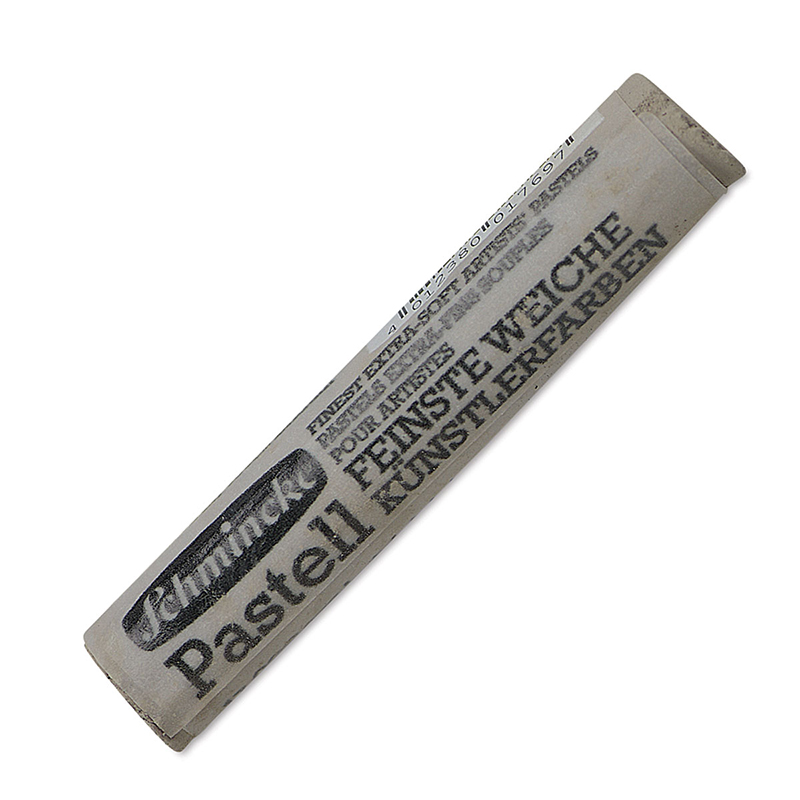 4 012380 017697
FINEST EXTRA-SOFT ARTISTS' PASTELS
PASTELS EXTRA-FINS SOUPLES
POUR ARTISTES
FEINSTE WEICHE
KÜNSTLERFARBEN
Schmincke
Pastell